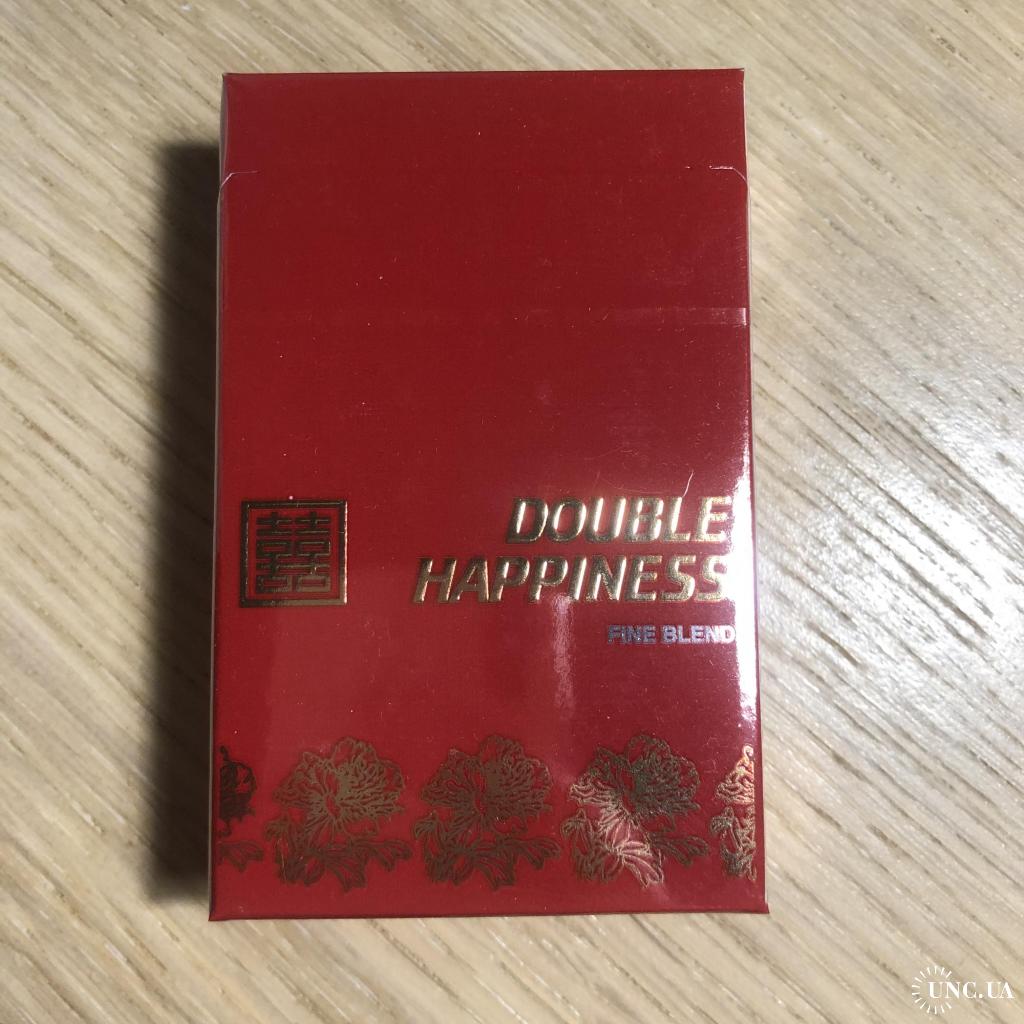 囍
DOUBLE
HAPPINESS
FINE BLEND
UNC.UA